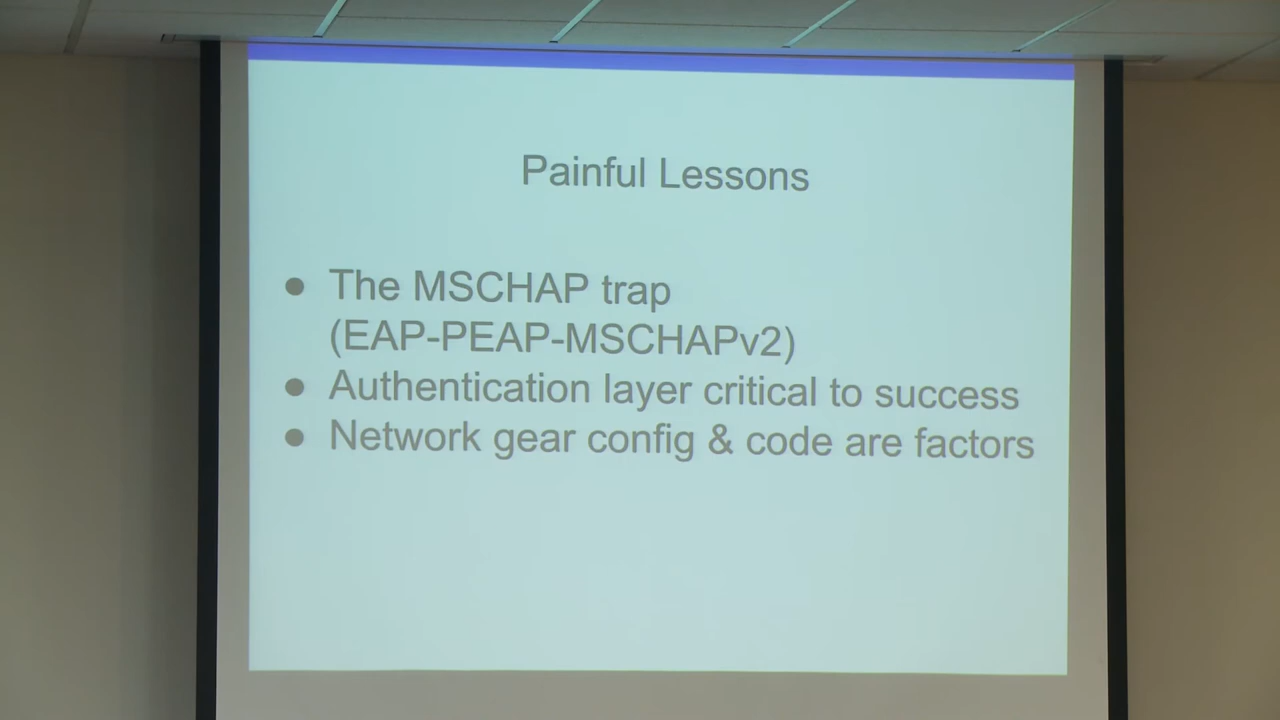 Painful Lessons
● The MSCHAP trap
(EAP-PEAP-MSCHAPv2)
● Authentication layer critical to success
● Network gear config & code are factors